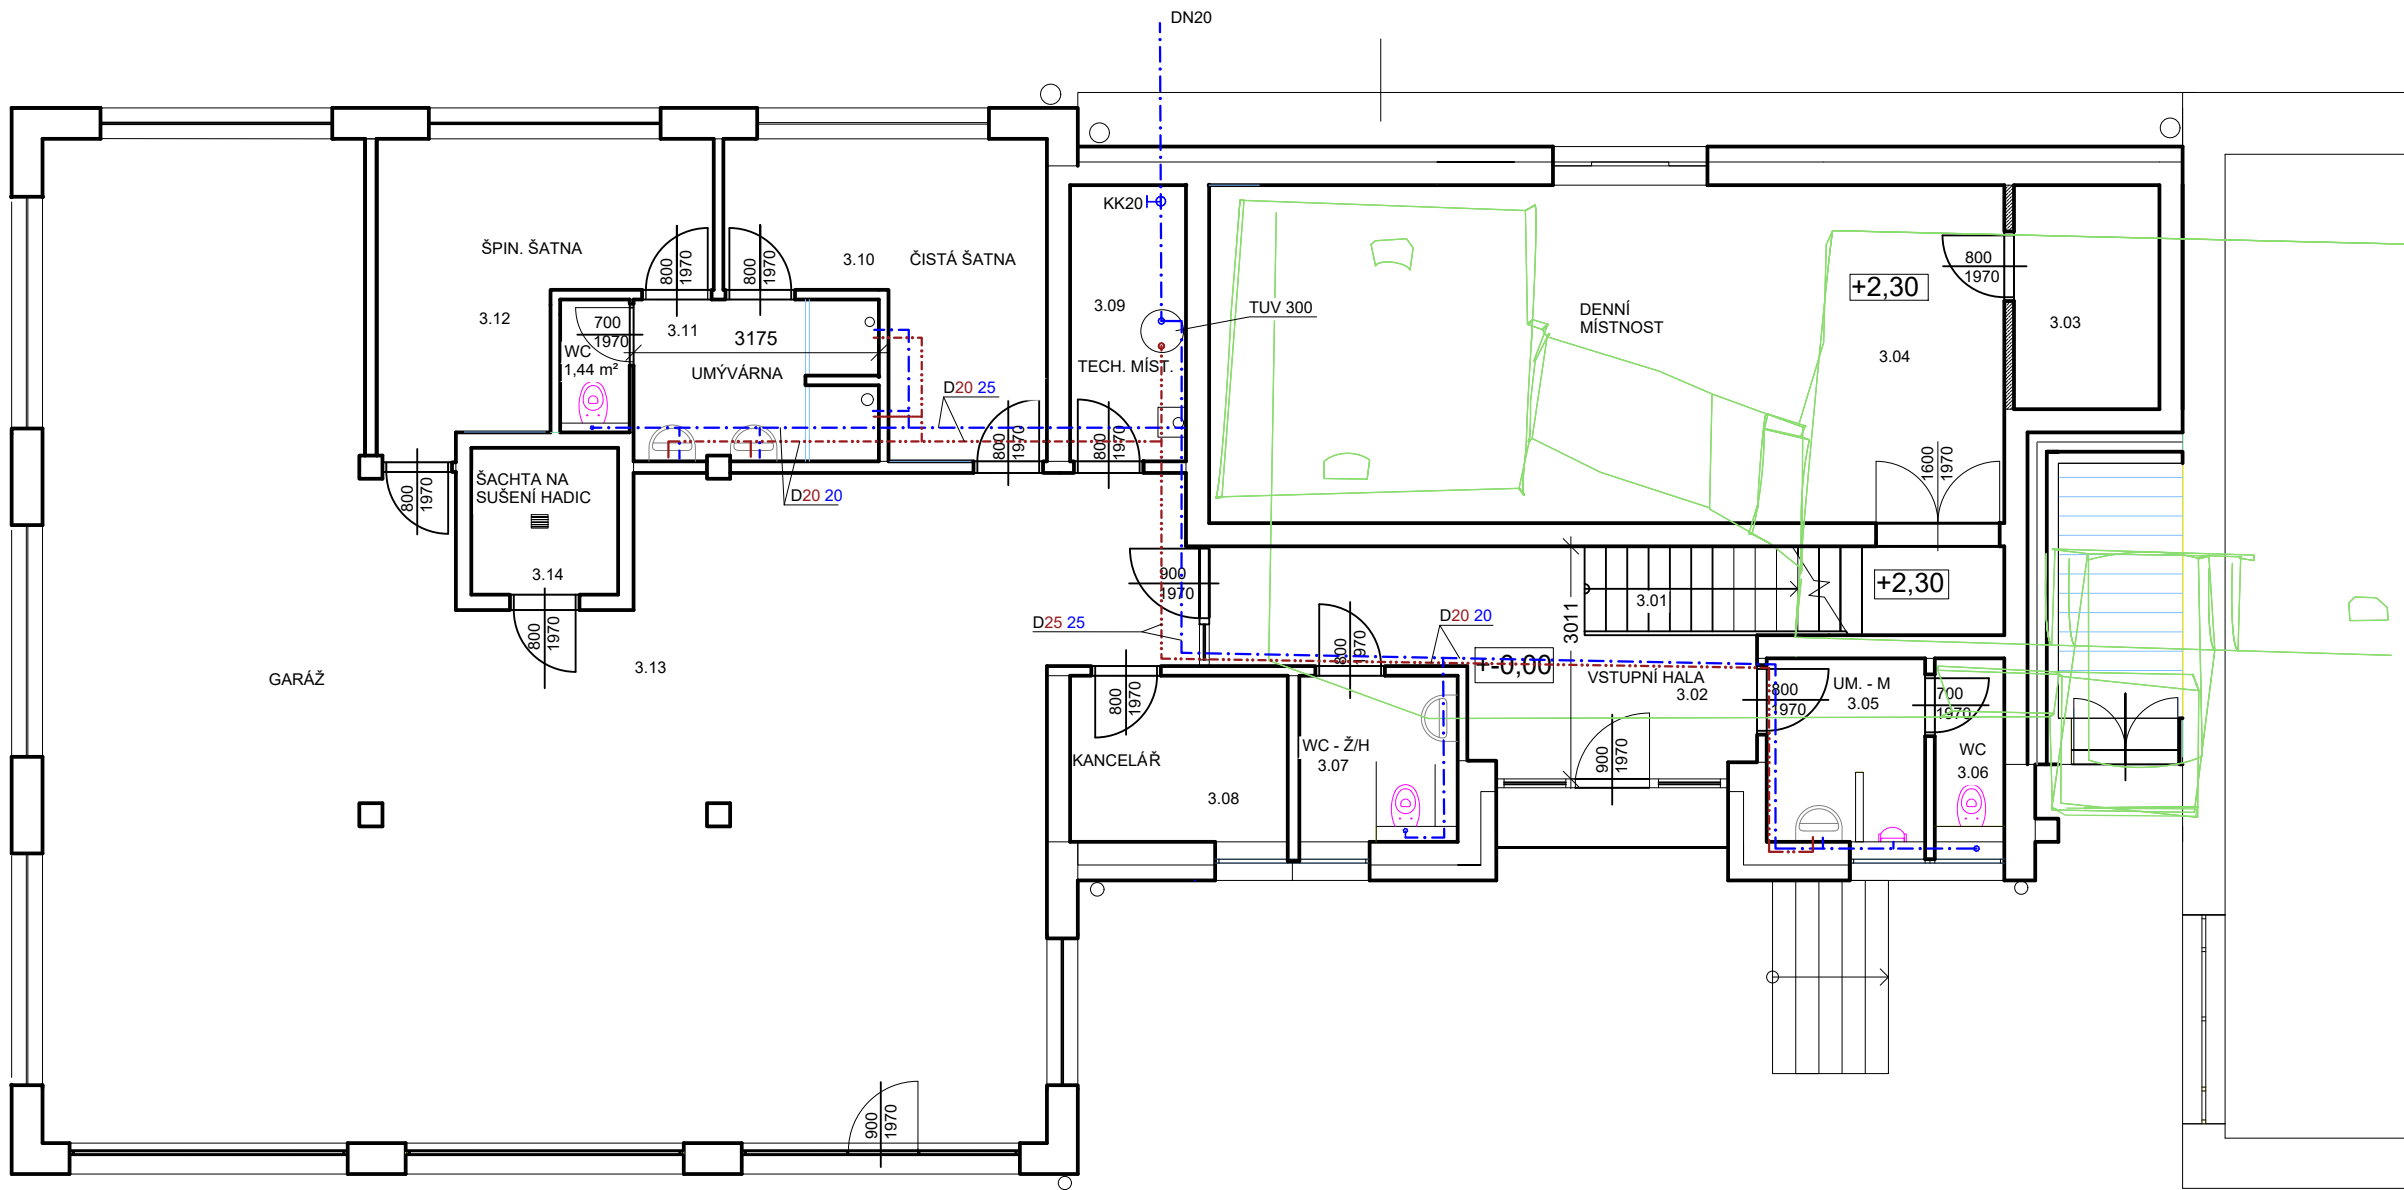 DN20
KK20
ŠPIN. ŠATNA
3.10
ČISTÁ ŠATNA
800
1970
800
1970
800
1970
+2,30
3.09
TUV 300
DENNÍ
MÍSTNOST
3.12
700
1970
3.11
3175
3.03
WC
1,44 m²
UMÝVÁRNA
TECH. MÍST.
3.04
D20 25
800
1970
800
1970
1600
1970
ŠACHTA NA
SUŠENÍ HADIC
800
1970
D20 20
3.14
900
1970
3.01
+2,30
800
1970
D25 25
D20 20
3011
800
1970
3.13
GARÁŽ
+-0,00
VSTUPNÍ HALA
3.02
800
1970
UM. - M
3.05
700
1970
800
1970
WC - Ž/H
3.07
KANCELÁŘ
900
1970
WC
3.06
3.08
900
1970